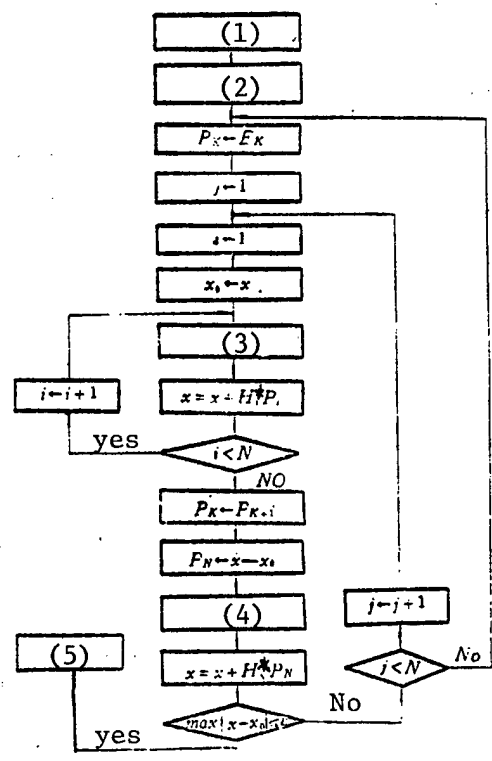 (1)
(2)
P_K←E_K
j←1
i←1
x₀←x
(3)
i←i+1
x=x+H*P_i
yes
i<N
NO
P_K←P_{K+1}
P_N←x—x₀
(4)
j←j+1
(5)
x=x+H*P_N
j<N
No
max|x-x₀|≤ε
No
yes